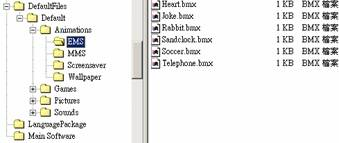 DefaultFiles
Default
Animations
EMS
MMS
Screensaver
Wallpaper
Games
Pictures
Sounds
LanguagePackage
Main Software
Heart.bmx 1 KB BMX 檔案
Joke.bmx 1 KB BMX 檔案
Rabbit.bmx 1 KB BMX 檔案
Sandclock.bmx 1 KB BMX 檔案
Soccer.bmx 1 KB BMX 檔案
Telephone.bmx 1 KB BMX 檔案